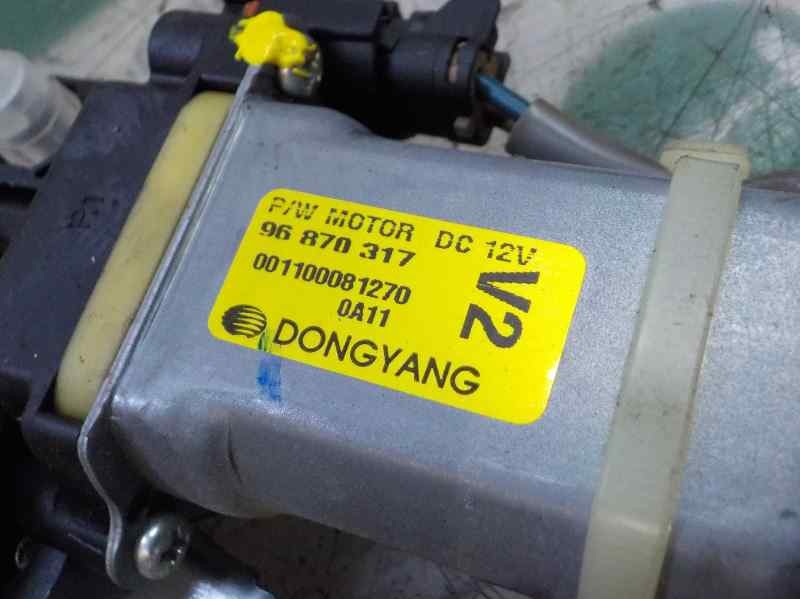 P/W MOTOR DC 12V
96 870 317
001100081270
0A11
V2
DONGYANG